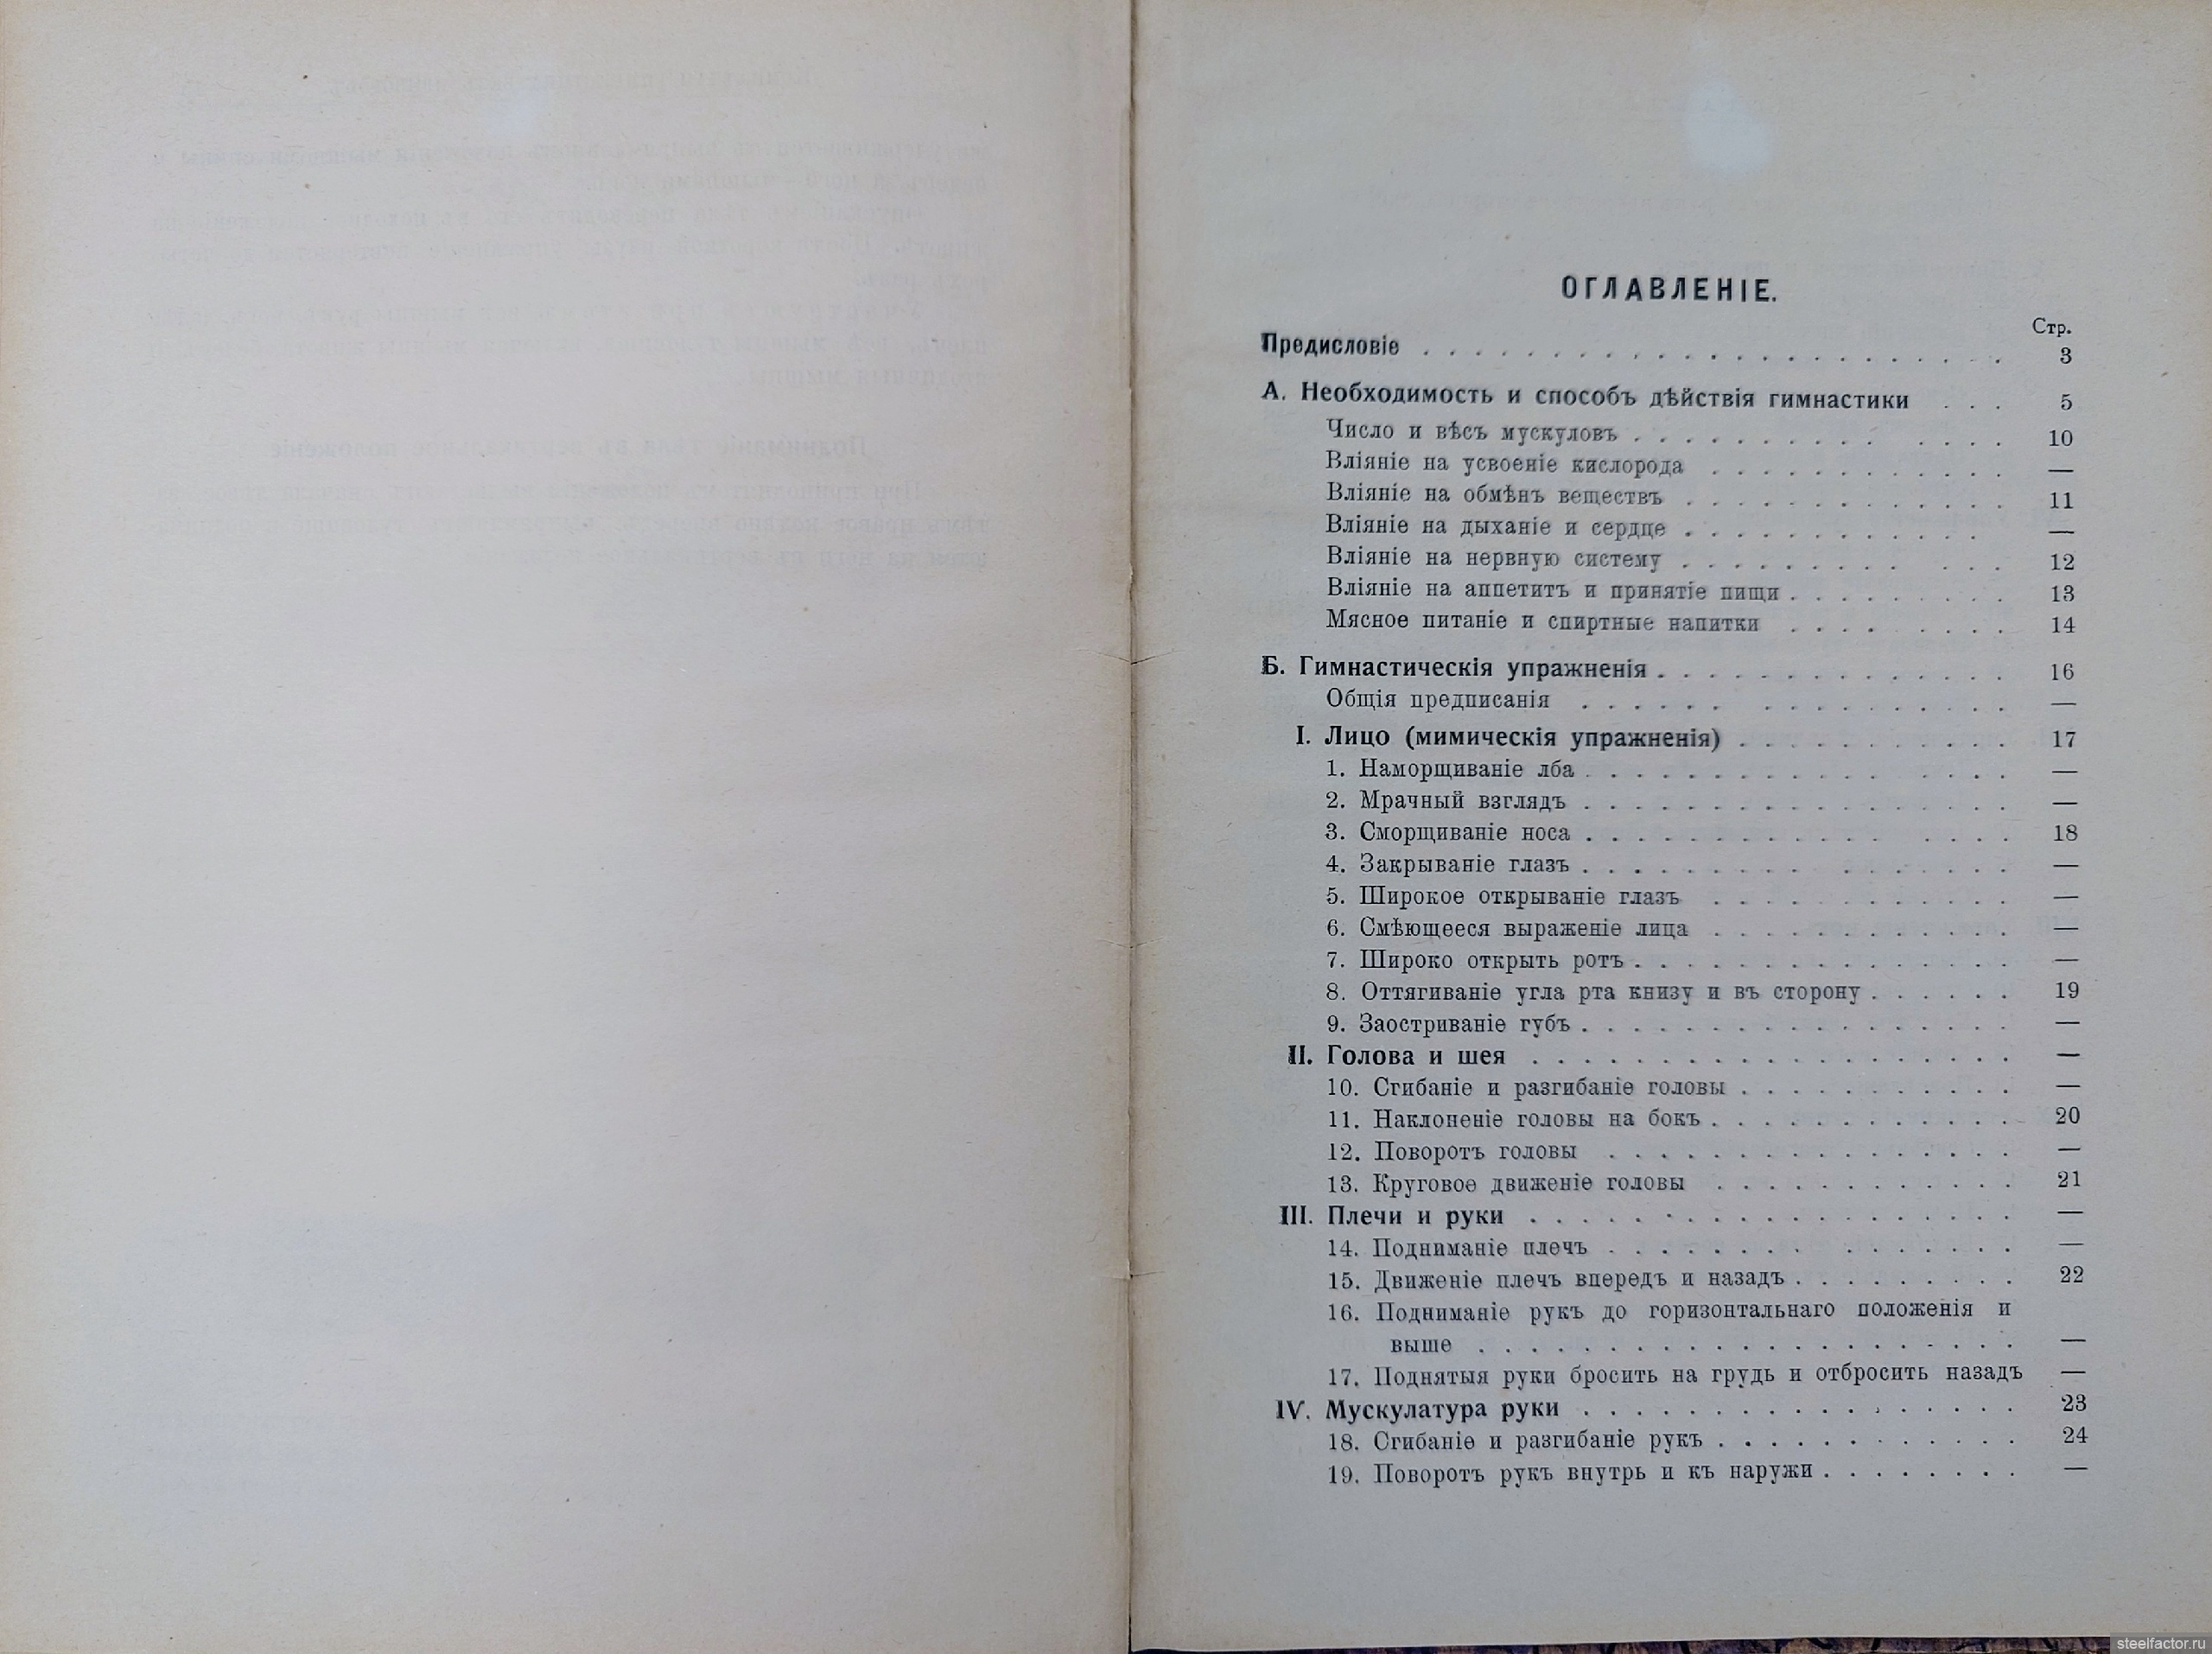 ОГЛАВЛЕНІЕ.
Стр.
Предисловіе . . . . . . . . . . . . . . . . . . . . . . . 3
А. Необходимость и способъ дѣйствія гимнастики . . . 5
Число и вѣсъ мускуловъ . . . . . . . . . . . . . . 10
Вліяніе на усвоеніе кислорода . . . . . . . . . . . . —
Вліяніе на обмѣнъ веществъ . . . . . . . . . . . . . 11
Вліяніе на дыханіе и сердце . . . . . . . . . . . . —
Вліяніе на нервную систему . . . . . . . . . . . . 12
Вліяніе на аппетитъ и принятіе пищи . . . . . . . . . 13
Мясное питаніе и спиртные напитки . . . . . . . . 14
Б. Гимнастическія упражненія . . . . . . . . . . . . . . 16
Общія предписанія . . . . . . . . . . . . . . . . —
I. Лицо (мимическія упражненія) . . . . . . . . . . . 17
1. Наморщиваніе лба . . . . . . . . . . . . . . . —
2. Мрачный взглядъ . . . . . . . . . . . . . . . . . —
3. Сморщиваніе носа . . . . . . . . . . . . . . . 18
4. Закрываніе глазъ . . . . . . . . . . . . . . . . —
5. Широкое открываніе глазъ . . . . . . . . . . . . —
6. Смѣющееся выраженіе лица . . . . . . . . . . . . —
7. Широко открыть ротъ . . . . . . . . . . . . . . . —
8. Оттягиваніе угла рта книзу и въ сторону . . . . . . 19
9. Заостриваніе губъ . . . . . . . . . . . . . . . . . —
II. Голова и шея . . . . . . . . . . . . . . . . . . . —
10. Сгибаніе и разгибаніе головы . . . . . . . . . . . —
11. Наклоненіе головы на бокъ . . . . . . . . . . . . 20
12. Поворотъ головы . . . . . . . . . . . . . . . . —
13. Круговое движеніе головы . . . . . . . . . . . . 21
III. Плечи и руки . . . . . . . . . . . . . . . . . . . —
14. Подниманіе плечъ . . . . . . . . . . . . . . . —
15. Движеніе плечъ впередъ и назадъ . . . . . . . . . 22
16. Подниманіе рукъ до горизонтальнаго положенія и
выше . . . . . . . . . . . . . . . . . . . . . —
17. Поднятыя руки бросить на грудь и отбросить назадъ —
IV. Мускулатура руки . . . . . . . . . . . . . . . . . 23
18. Сгибаніе и разгибаніе рукъ . . . . . . . . . . . . 24
19. Поворотъ рукъ внутрь и къ наружи . . . . . . . . —
steelfactor.ru